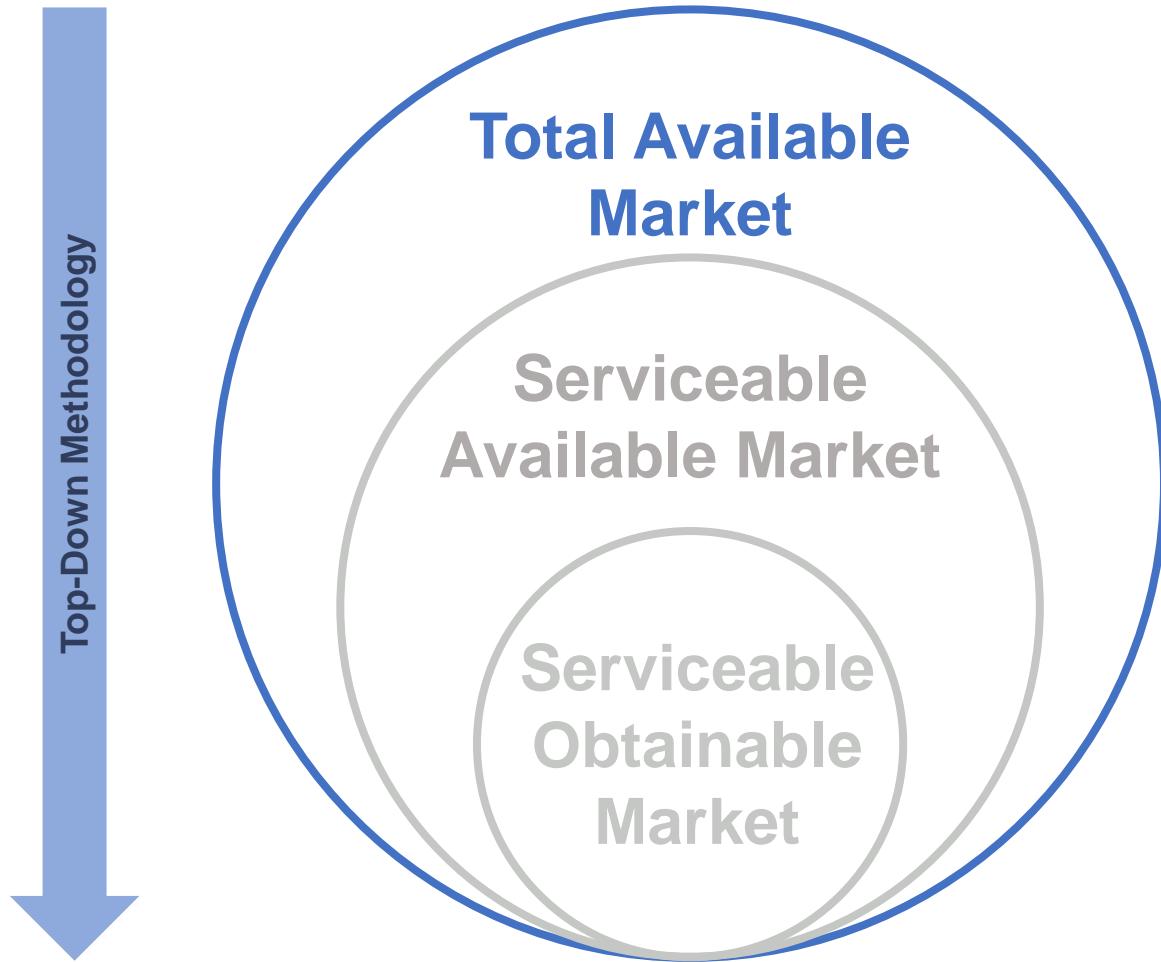 Top-Down Methodology
Total Available
Market
Serviceable
Available Market
Serviceable
Obtainable
Market